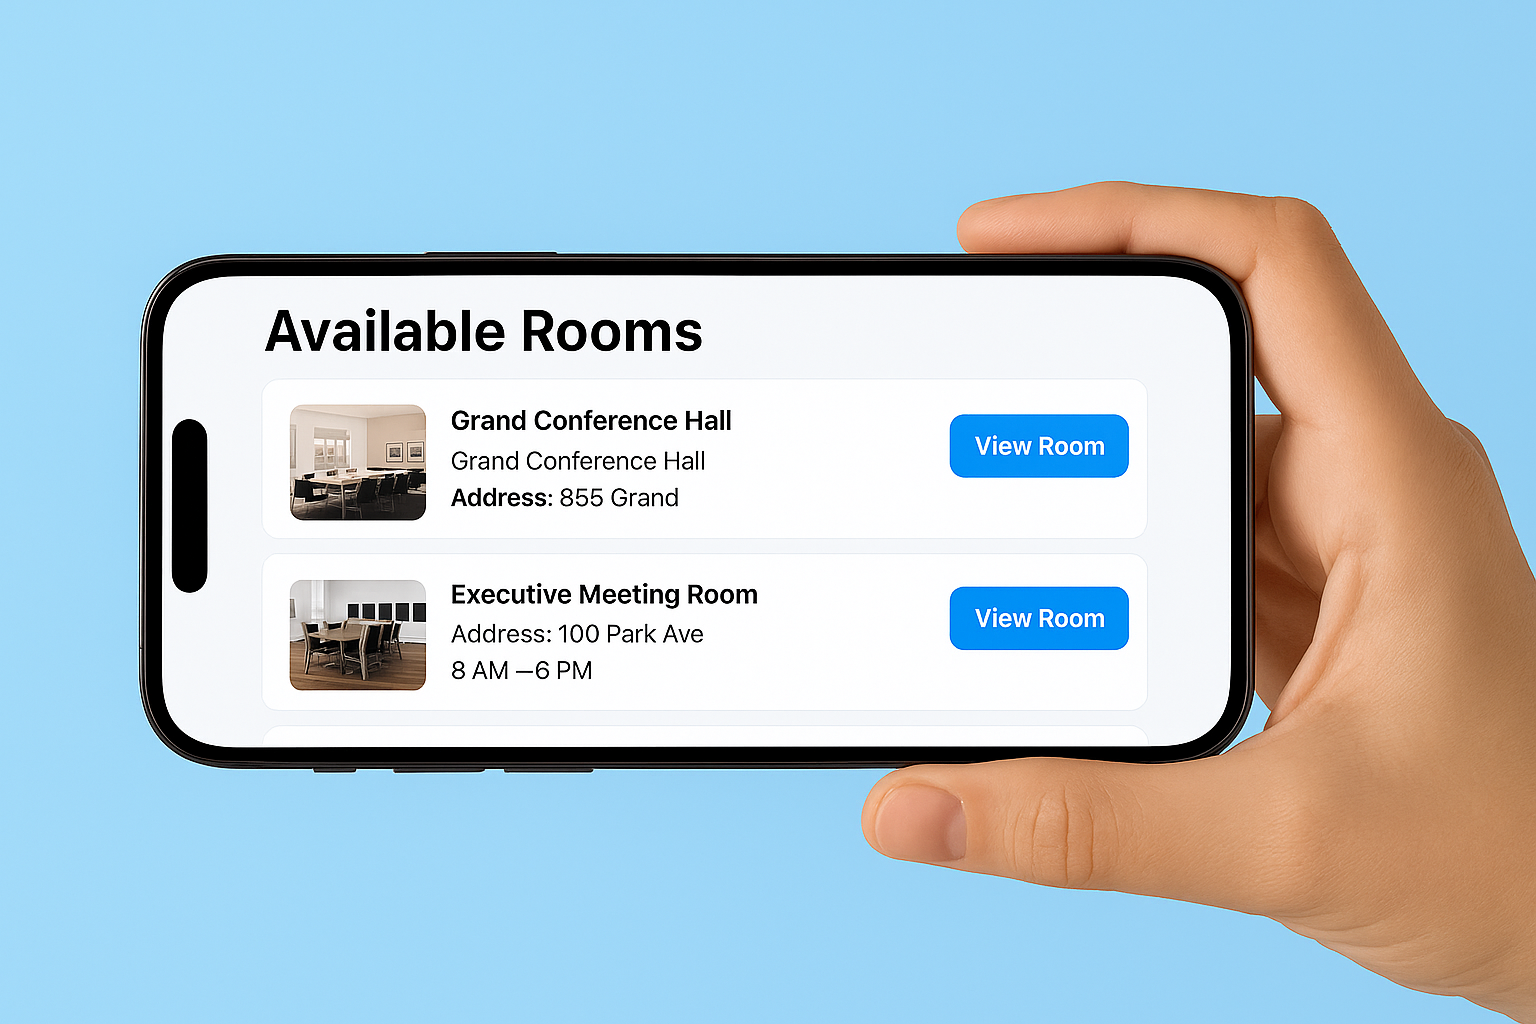 Available Rooms
Grand Conference Hall
Grand Conference Hall
Address: 855 Grand
View Room
Executive Meeting Room
Address: 100 Park Ave
8 AM —6 PM
View Room